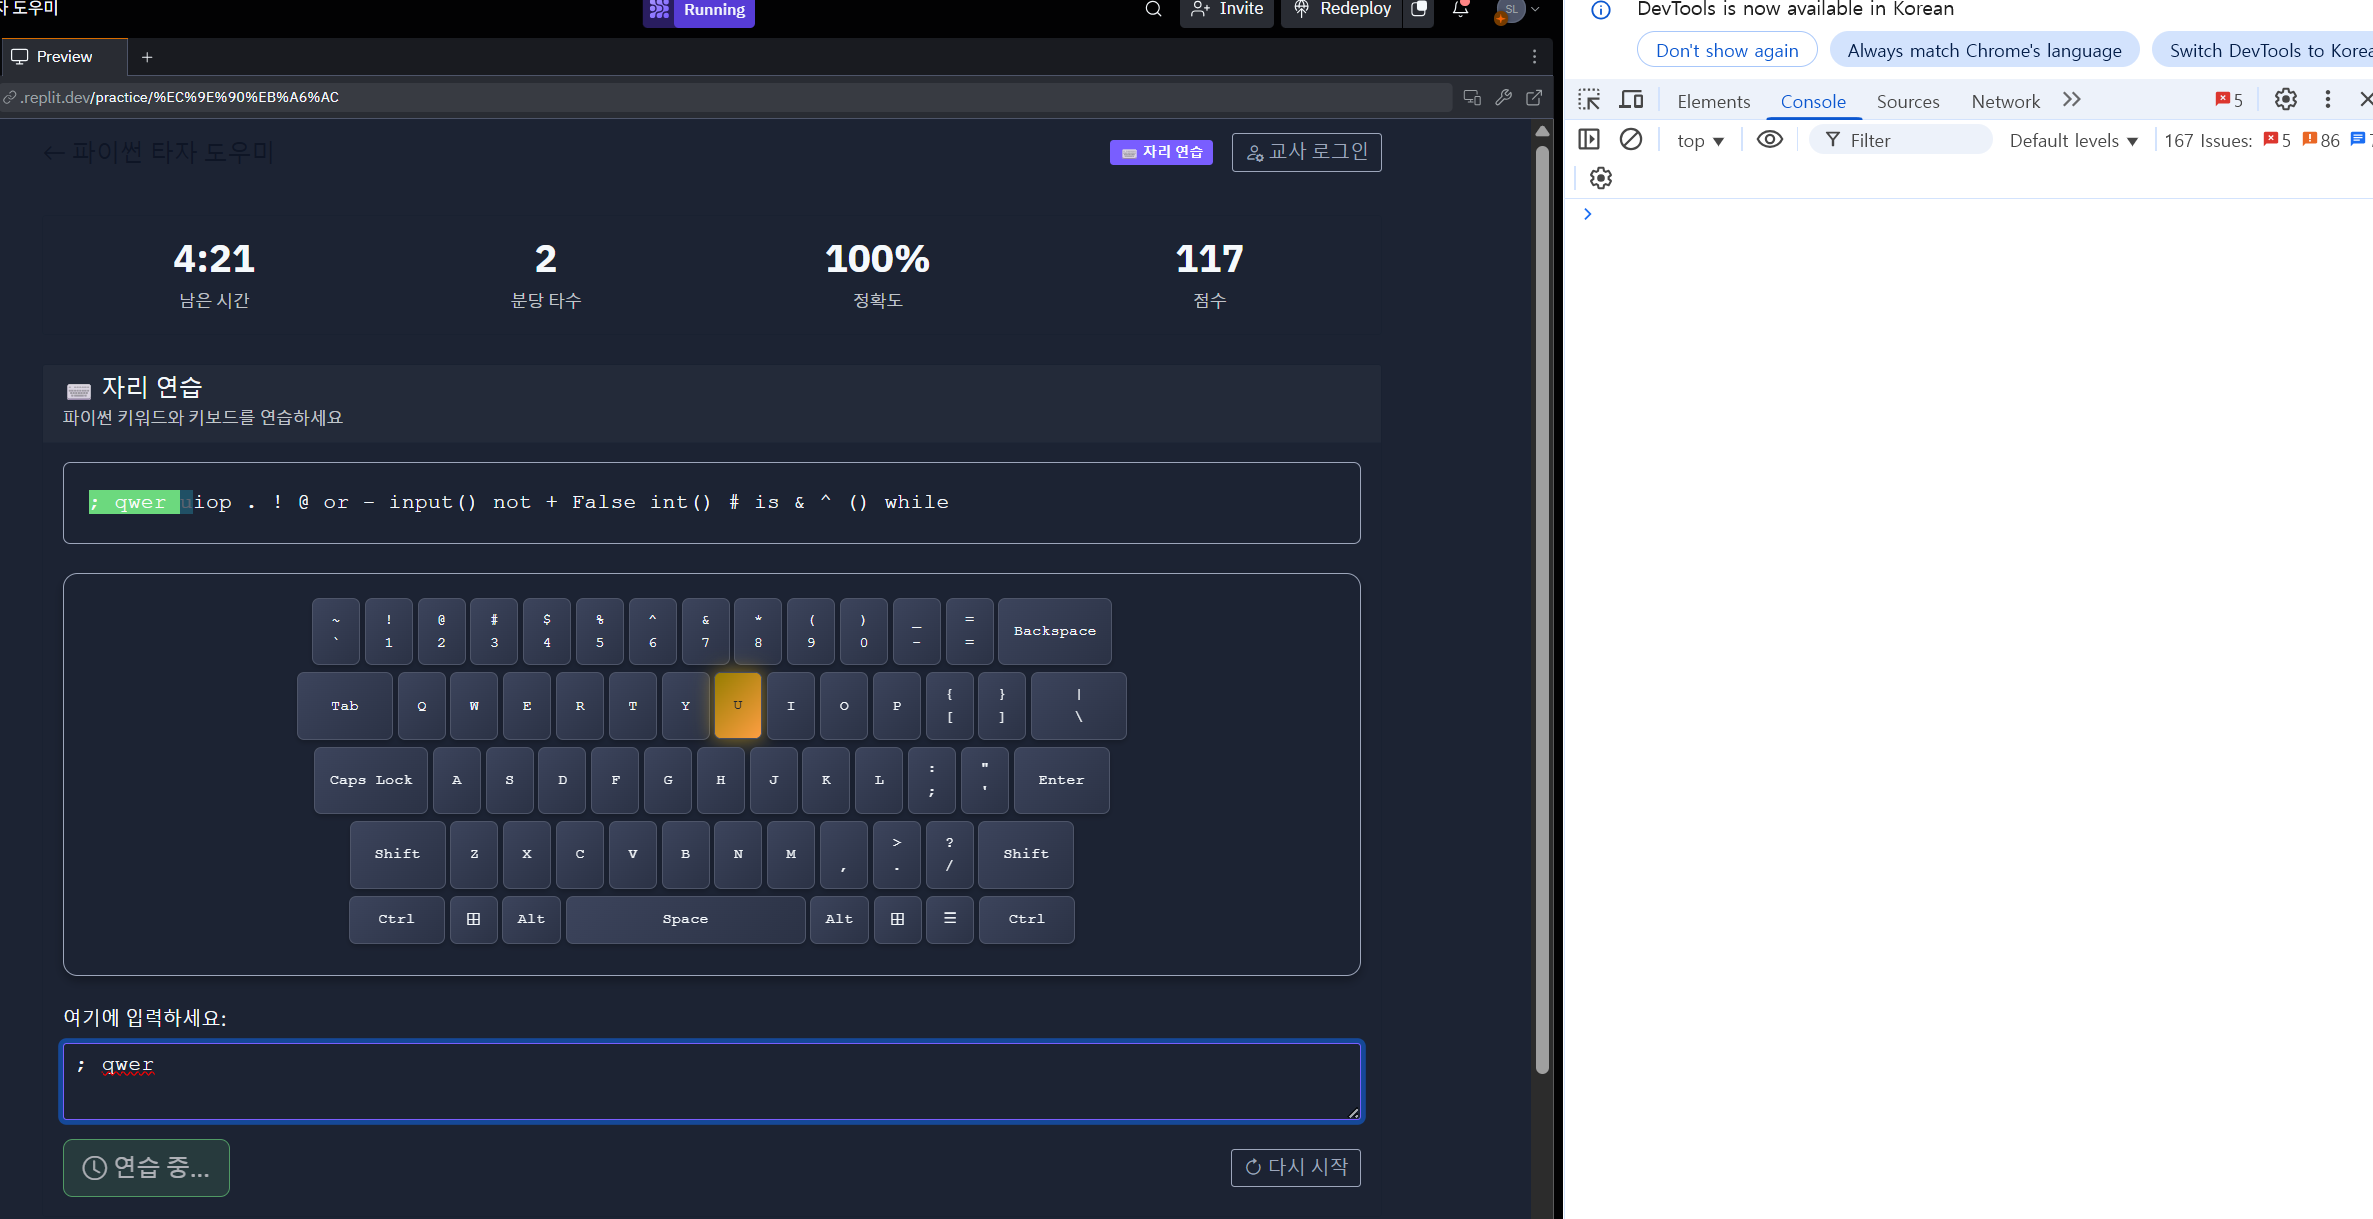 자 도우미
Running
SL
Invite
Redeploy
Preview
.replit.dev/practice/%EC%9E%90%EB%A6%AC
← 파이썬 타자 도우미
자리 연습
교사 로그인
4:21
2
100%
117
남은 시간
분당 타수
정확도
점수
자리 연습
파이썬 키워드와 키보드를 연습하세요
; qwer uiop . ! @ or - input() not + False int() # is & ^ () while
~ ! @ # $ % ^ & * ( ) _ =
` 1 2 3 4 5 6 7 8 9 0 - = Backspace
Tab Q W E R T Y U I O P { [ } ] | \
Caps Lock A S D F G H J K L : ; " ' Enter
Shift Z X C V B N M , > . ? / Shift
Ctrl Alt Space Alt ☰ Ctrl
여기에 입력하세요:
; qwer
연습 중...
다시 시작
DevTools is now available in Korean
Don't show again
Always match Chrome's language
Switch DevTools to Korea
Elements
Console
Sources
Network
5
top
Filter
Default levels
167 Issues:
5
86
7